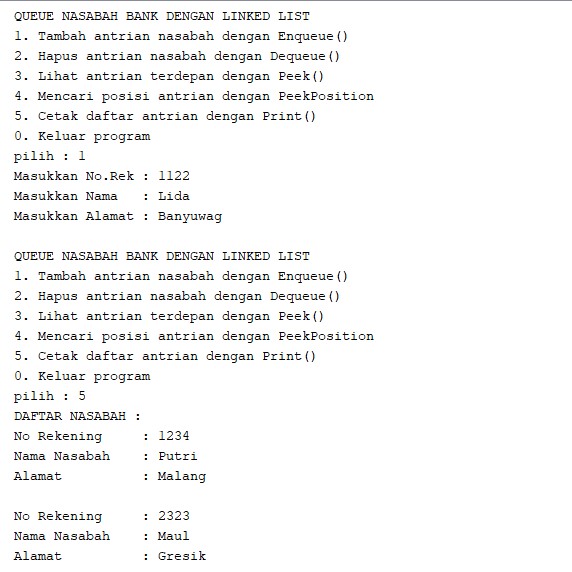 QUEUE NASABAH BANK DENGAN LINKED LIST
1. Tambah antrian nasabah dengan Enqueue()
2. Hapus antrian nasabah dengan Dequeue()
3. Lihat antrian terdepan dengan Peek()
4. Mencari posisi antrian dengan PeekPosition
5. Cetak daftar antrian dengan Print()
0. Keluar program
pilih : 1
Masukkan No.Rek : 1122
Masukkan Nama   : Lida
Masukkan Alamat : Banyuwag

QUEUE NASABAH BANK DENGAN LINKED LIST
1. Tambah antrian nasabah dengan Enqueue()
2. Hapus antrian nasabah dengan Dequeue()
3. Lihat antrian terdepan dengan Peek()
4. Mencari posisi antrian dengan PeekPosition
5. Cetak daftar antrian dengan Print()
0. Keluar program
pilih : 5
DAFTAR NASABAH :
No Rekening     : 1234
Nama Nasabah    : Putri
Alamat          : Malang

No Rekening     : 2323
Nama Nasabah    : Maul
Alamat          : Gresik